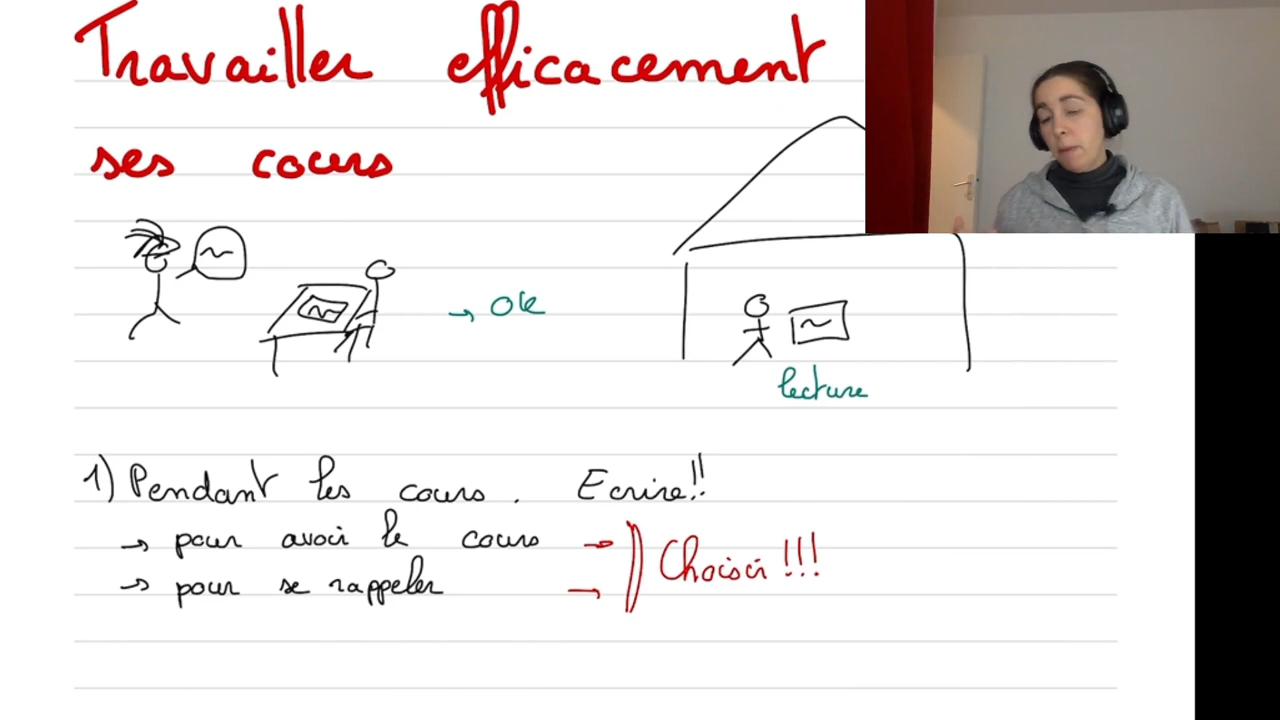 Travailler efficacement
ses cours
→ ok
lecture
1) Pendant les cours. Ecrire!!
→ pour avoir le cours →
→ pour se rappeler →
Choisir!!!